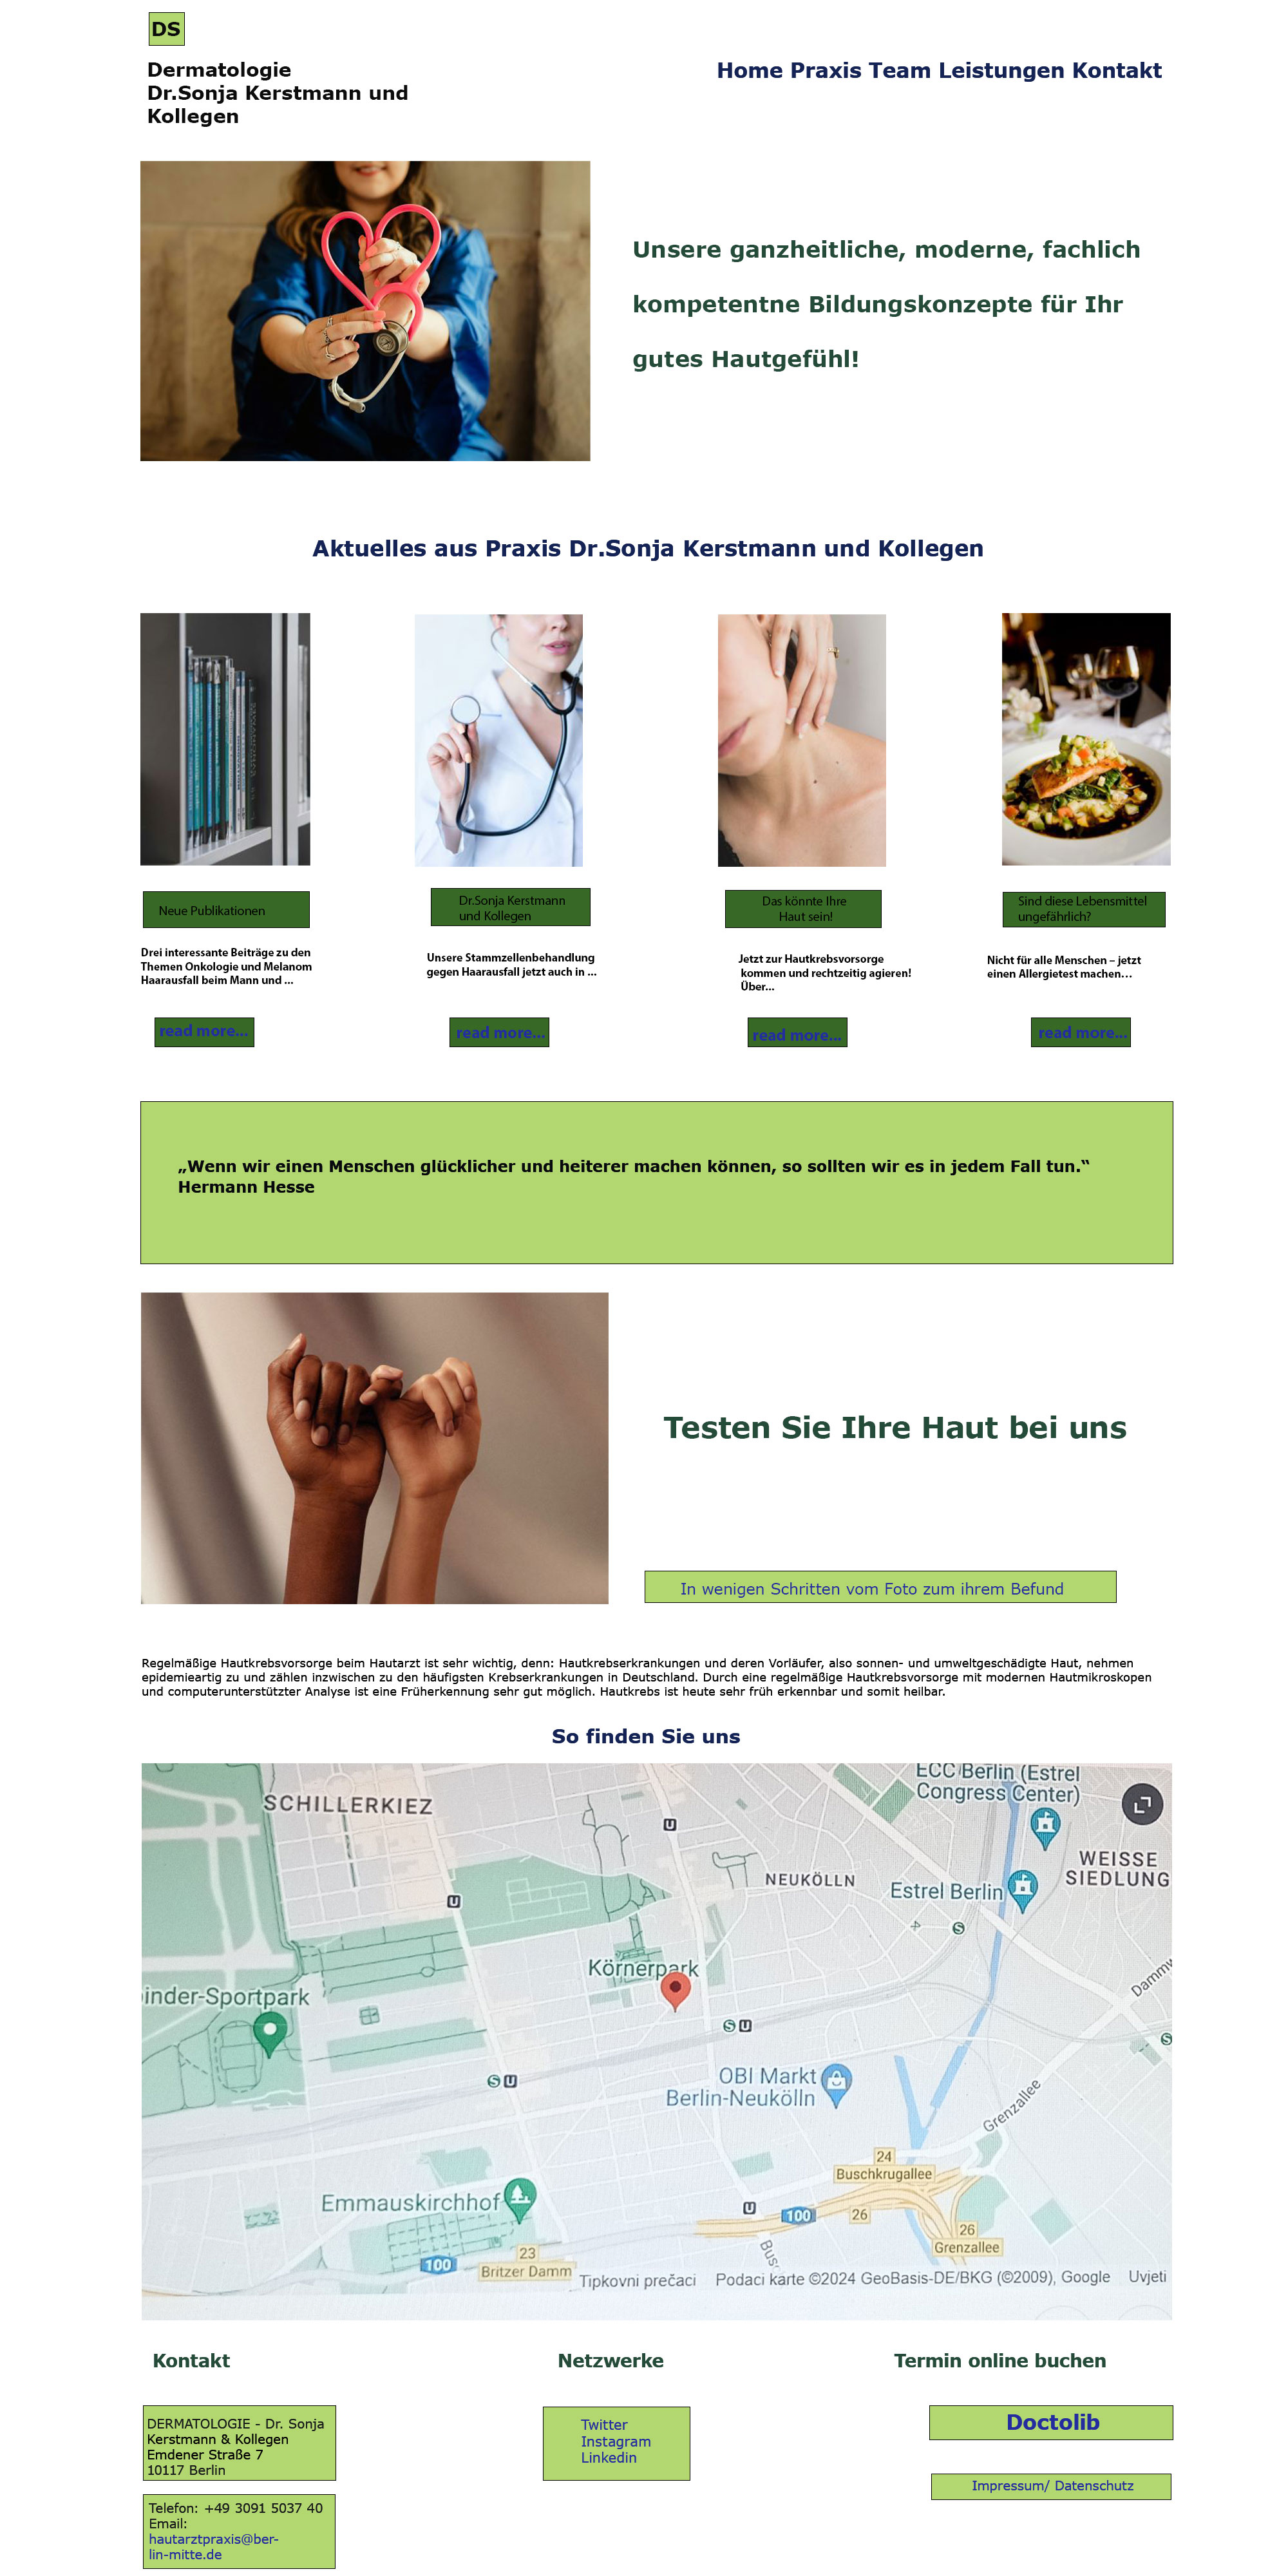 DS
Dermatologie
Dr.Sonja Kerstmann und
Kollegen
Home Praxis Team Leistungen Kontakt
Unsere ganzheitliche, moderne, fachlich
kompetentne Bildungskonzepte für Ihr
gutes Hautgefühl!
Aktuelles aus Praxis Dr.Sonja Kerstmann und Kollegen
Neue Publikationen
Drei interessante Beiträge zu den
Themen Onkologie und Melanom
Haarausfall beim Mann und ...
read more...
Dr.Sonja Kerstmann
und Kollegen
Unsere Stammzellenbehandlung
gegen Haarausfall jetzt auch in ...
read more...
Das könnte Ihre
Haut sein!
Jetzt zur Hautkrebsvorsorge
kommen und rechtzeitig agieren!
Über...
read more...
Sind diese Lebensmittel
ungefährlich?
Nicht für alle Menschen – jetzt
einen Allergietest machen…
read more...
„Wenn wir einen Menschen glücklicher und heiterer machen können, so sollten wir es in jedem Fall tun.“
Hermann Hesse
Testen Sie Ihre Haut bei uns
In wenigen Schritten vom Foto zum ihrem Befund
Regelmäßige Hautkrebsvorsorge beim Hautarzt ist sehr wichtig, denn: Hautkrebserkrankungen und deren Vorläufer, also sonnen- und umweltgeschädigte Haut, nehmen
epidemieartig zu und zählen inzwischen zu den häufigsten Krebserkrankungen in Deutschland. Durch eine regelmäßige Hautkrebsvorsorge mit modernen Hautmikroskopen
und computerunterstützter Analyse ist eine Früherkennung sehr gut möglich. Hautkrebs ist heute sehr früh erkennbar und somit heilbar.
So finden Sie uns
ECC Berlin (Estrel
Congress Center)
SCHILLERKIEZ
U
WEISSE
SIEDLUNG
NEUKÖLLN
Estrel Berlin
U
S
Körnerpark
Dammw
inder-Sportpark
S U
S
OBI Markt
Berlin-Neukölln
S U
Grenzallee
24
Buschkrugallee
Emmauskirchhof
U
100
26
26
Grenzallee
23
100
Britzer Damm
Bus
Tipkovni prečaci Podaci karte ©2024 GeoBasis-DE/BKG (©2009), Google Uvjeti
Kontakt
DERMATOLOGIE - Dr. Sonja
Kerstmann & Kollegen
Emdener Straße 7
10117 Berlin
Telefon: +49 3091 5037 40
Email:
hautarztpraxis@ber-
lin-mitte.de
Netzwerke
Twitter
Instagram
Linkedin
Termin online buchen
Doctolib
Impressum/ Datenschutz